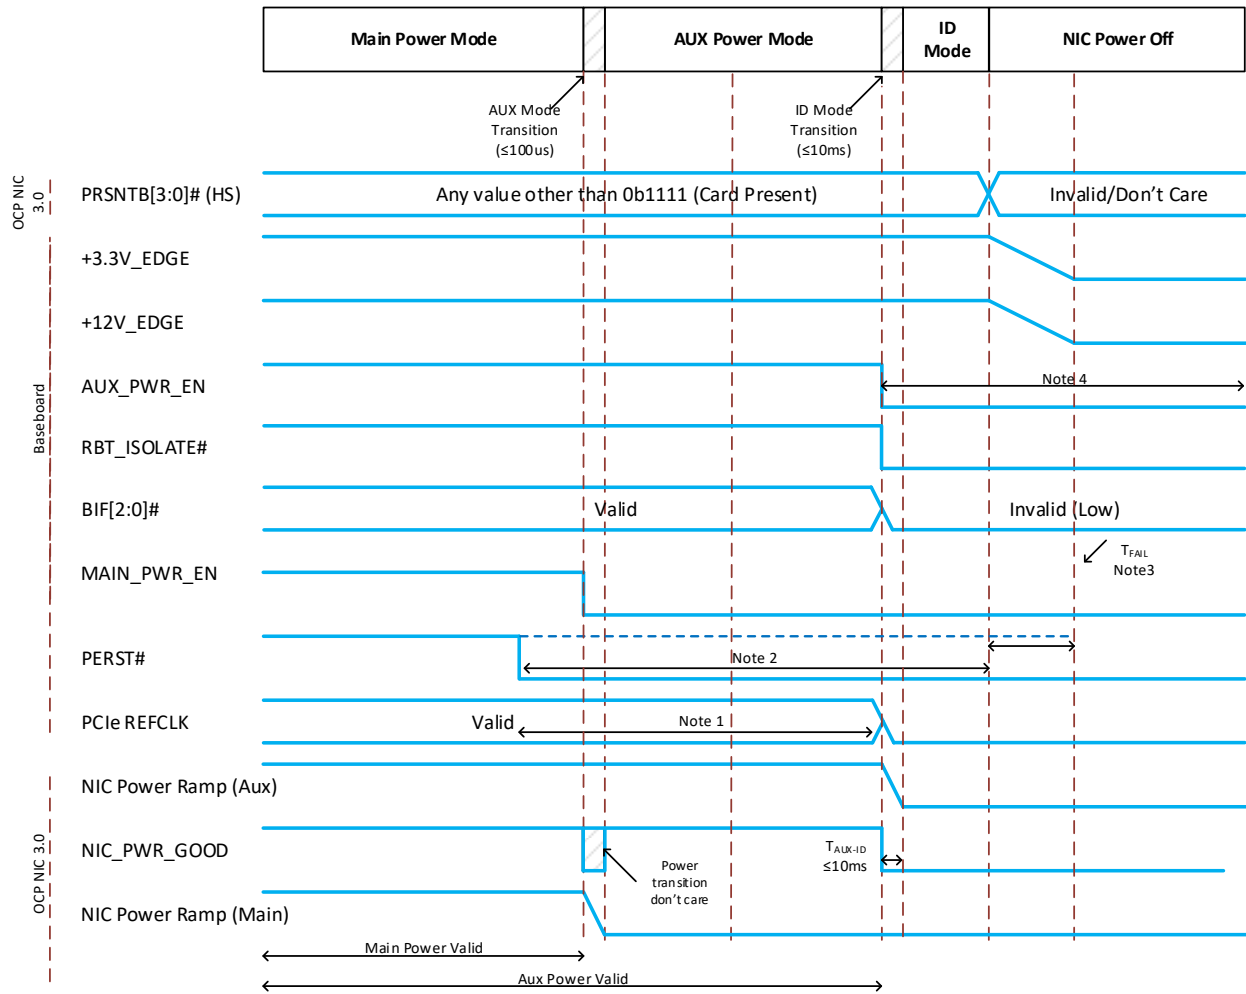 Main Power Mode
AUX Power Mode
ID
Mode
NIC Power Off
AUX Mode
Transition
(≤100us)
ID Mode
Transition
(≤10ms)
OCP NIC
3.0
PRSNTB[3:0]# (HS)
Any value other than 0b1111 (Card Present)
Invalid/Don't Care
+3.3V_EDGE
+12V_EDGE
Baseboard
AUX_PWR_EN
Note 4
RBT_ISOLATE#
BIF[2:0]#
Valid
Invalid (Low)
TFAIL
Note3
MAIN_PWR_EN
PERST#
Note 2
PCIe REFCLK
Valid
Note 1
NIC Power Ramp (Aux)
OCP NIC 3.0
NIC_PWR_GOOD
Power
transition
don't care
TAUX-ID
≤10ms
NIC Power Ramp (Main)
Main Power Valid
Aux Power Valid